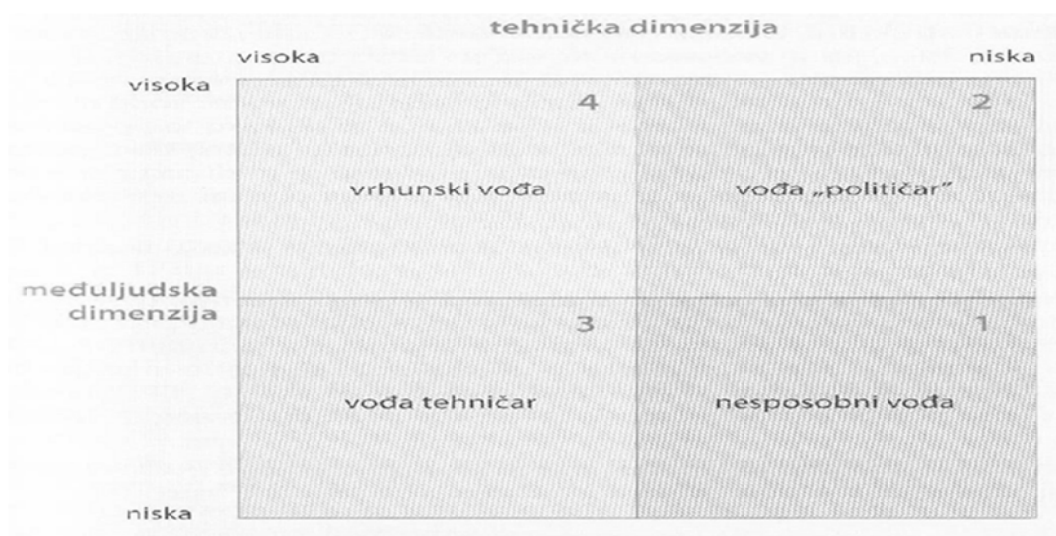 tehnička dimenzija
visoka niska
visoka
4 2
vrhunski vođa vođa „političar”
međuljudska
dimenzija
3 1
vođa tehničar nesposobni vođa
niska